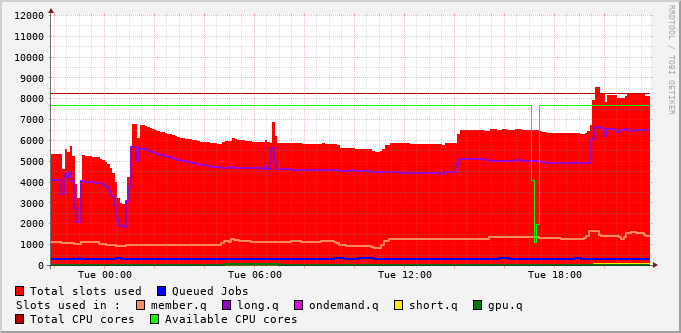 12000
11000
10000
9000
8000
7000
6000
5000
4000
3000
2000
1000
0
Tue 00:00 Tue 06:00 Tue 12:00 Tue 18:00
RRDTOOL / TOBI OETIKER
Total slots used Queued Jobs
Slots used in : member.q long.q ondemand.q short.q gpu.q
Total CPU cores Available CPU cores